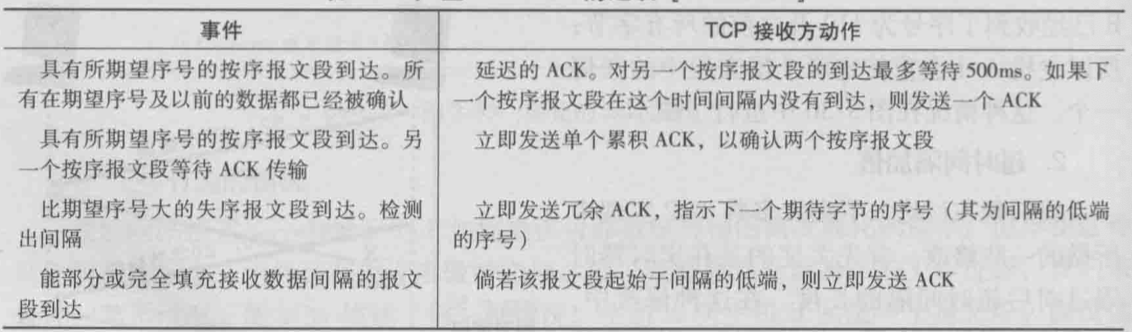 事件
TCP 接收方动作
具有所期望序号的按序报文段到达。所
有在期望序号及以前的数据都已经被确认
延迟的 ACK。对另一个按序报文段的到达最多等待 500ms。如果下
一个按序报文段在这个时间间隔内没有到达，则发送一个 ACK
具有所期望序号的按序报文段到达。另
一个按序报文段等待 ACK 传输
立即发送单个累积 ACK，以确认两个按序报文段
比期望序号大的失序报文段到达。检测
出间隔
立即发送冗余 ACK，指示下一个期待字节的序号（其为间隔的低端
的序号）
能部分或完全填充接收数据间隔的报文
段到达
倘若该报文段起始于间隔的低端，则立即发送 ACK